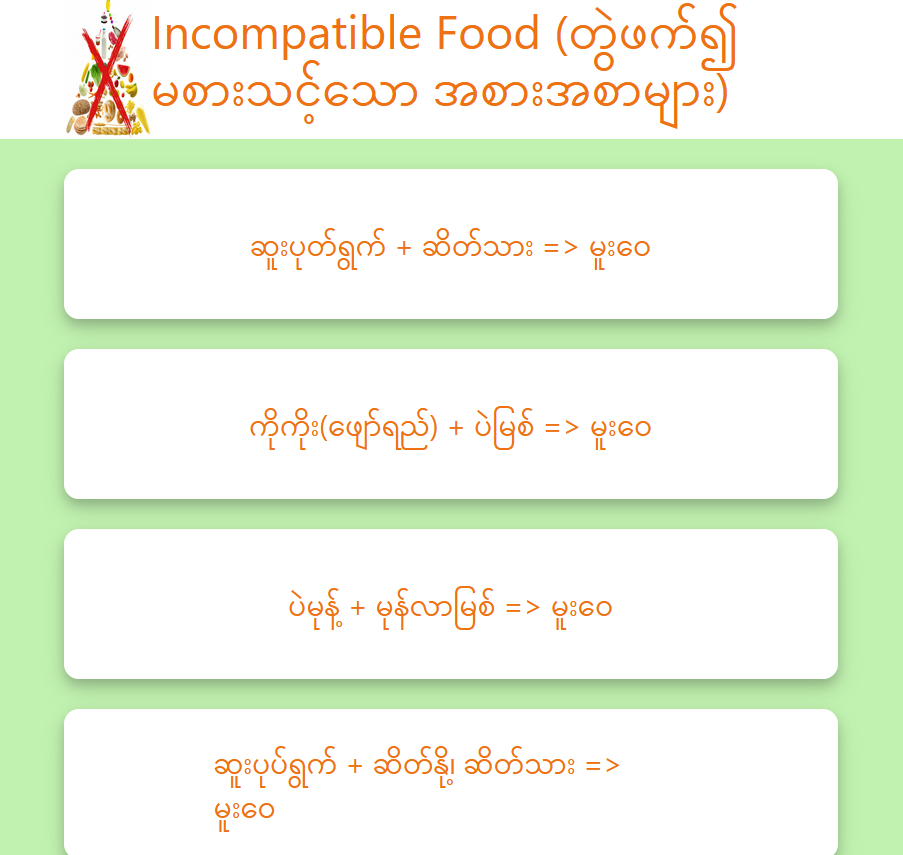 Incompatible Food (တွဲဖက်၍
မစားသင့်သော အစားအစာများ)
ဆူးပုတ်ရွက် + ဆိတ်သား => မူးဝေ
ကိုကိုး(ဖျော်ရည်) + ပဲမြစ် => မူးဝေ
ပဲမုန့် + မုန်လာမြစ် => မူးဝေ
ဆူးပုပ်ရွက် + ဆိတ်နို့၊ ဆိတ်သား =>
မူးဝေ